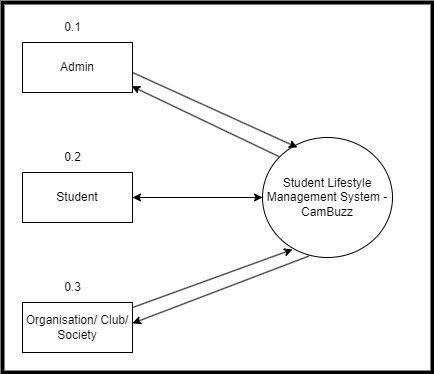 0.1
Admin
0.2
Student
Student Lifestyle
Management System -
CamBuzz
0.3
Organisation/ Club/
Society